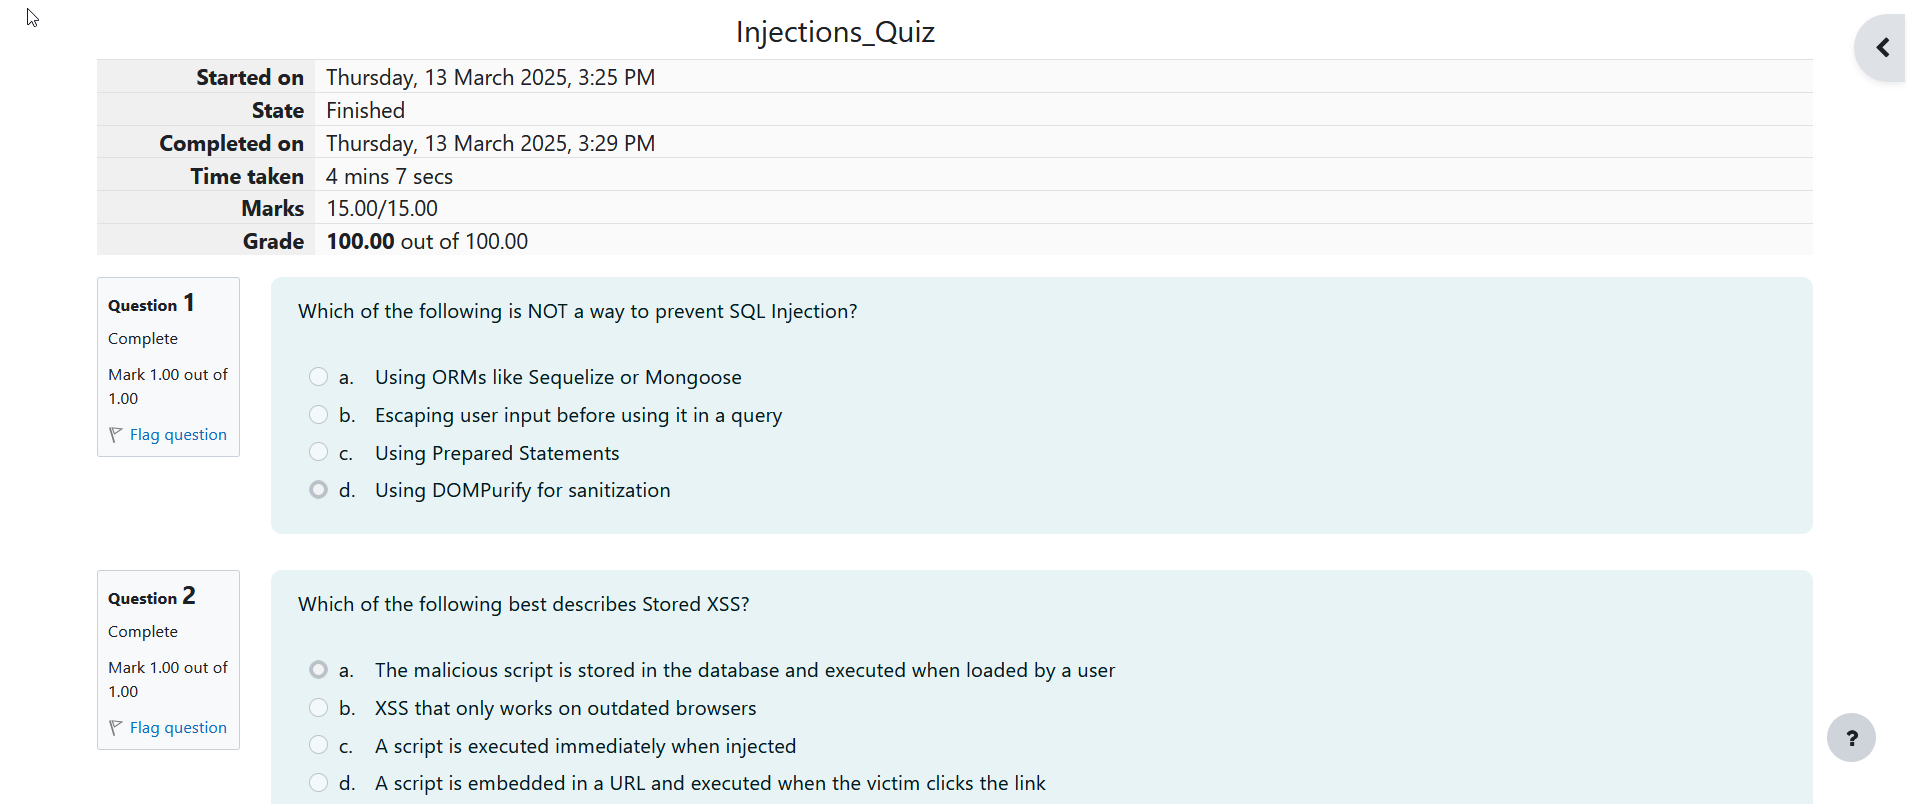 Injections_Quiz
Started on Thursday, 13 March 2025, 3:25 PM
State Finished
Completed on Thursday, 13 March 2025, 3:29 PM
Time taken 4 mins 7 secs
Marks 15.00/15.00
Grade 100.00 out of 100.00
Question 1
Complete
Mark 1.00 out of
1.00
Flag question
Which of the following is NOT a way to prevent SQL Injection?
a. Using ORMs like Sequelize or Mongoose
b. Escaping user input before using it in a query
c. Using Prepared Statements
d. Using DOMPurify for sanitization
Question 2
Complete
Mark 1.00 out of
1.00
Flag question
Which of the following best describes Stored XSS?
a. The malicious script is stored in the database and executed when loaded by a user
b. XSS that only works on outdated browsers
c. A script is executed immediately when injected
d. A script is embedded in a URL and executed when the victim clicks the link
?